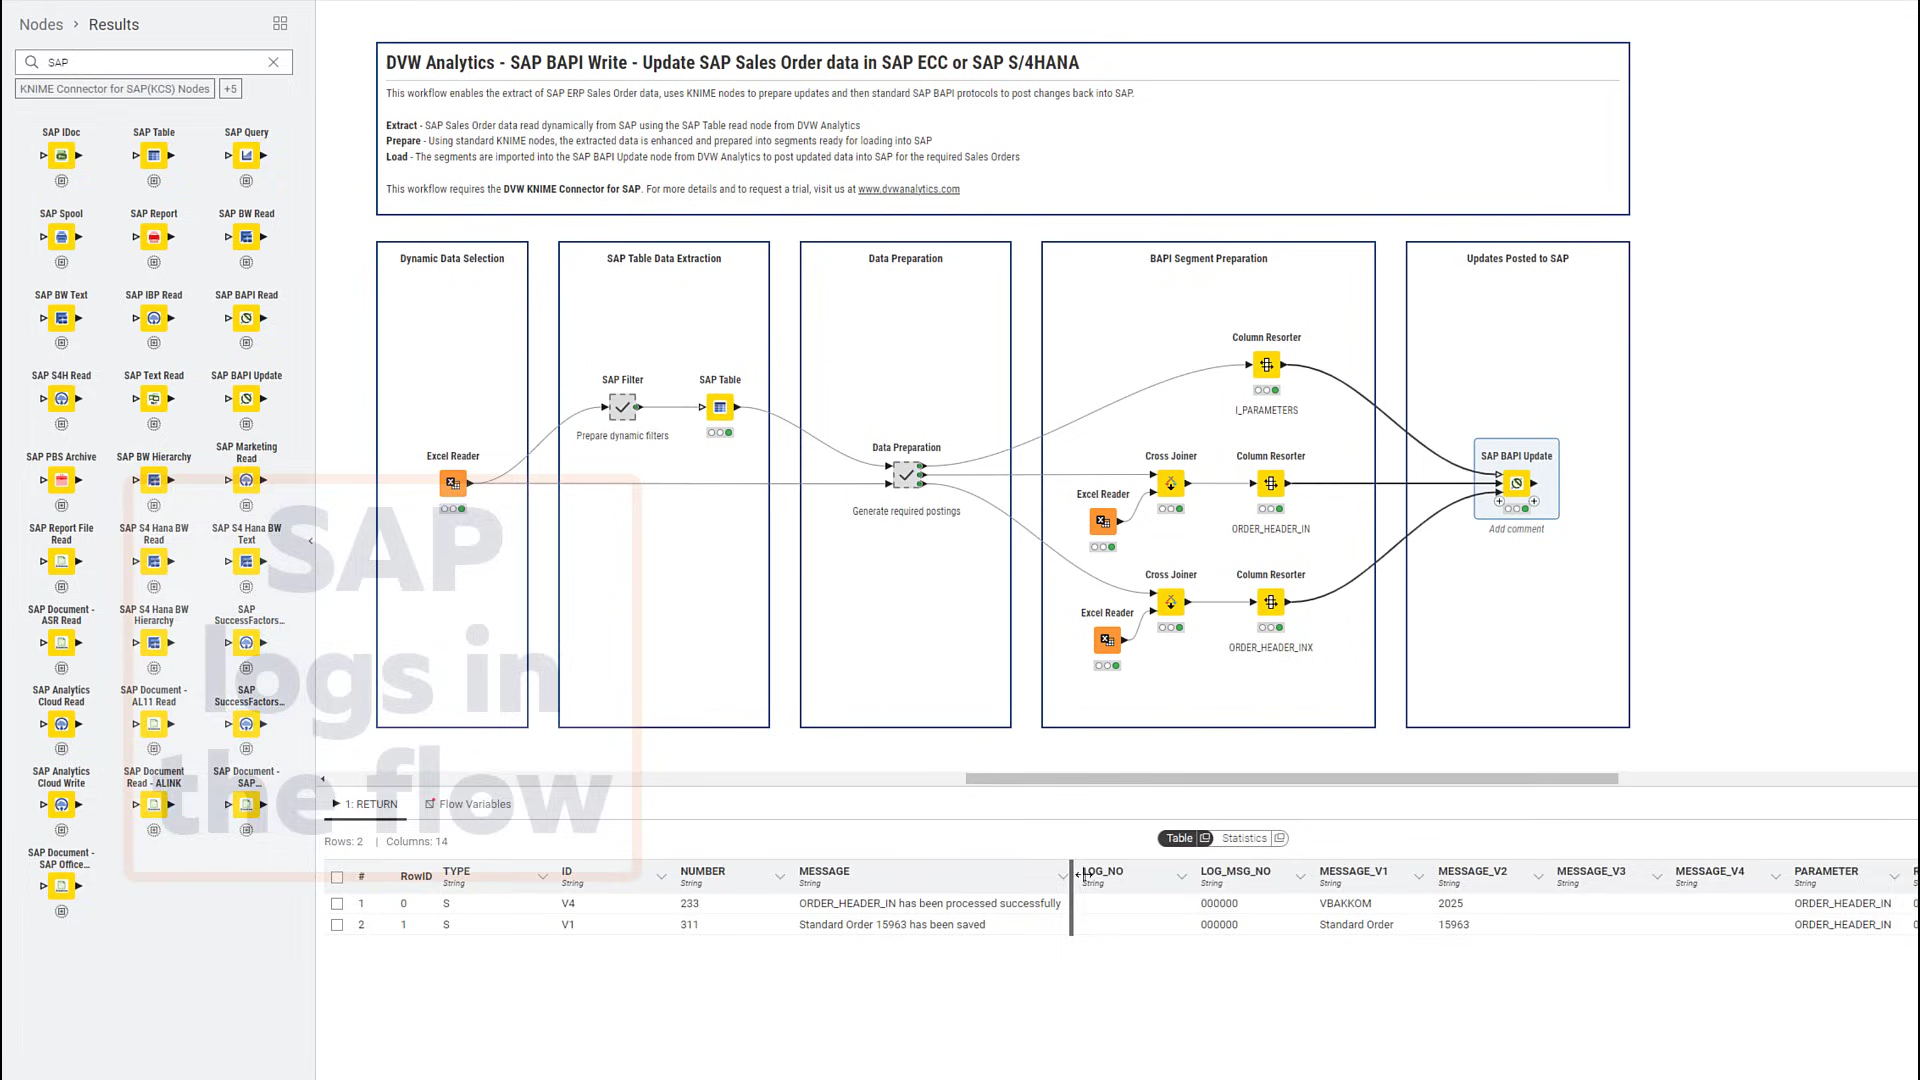 Nodes > Results
SAP
KNIME Connector for SAP(KCS) Nodes +5
SAP IDoc SAP Table SAP Query
SAP Spool SAP Report SAP BW Read
SAP BW Text SAP IBP Read SAP BAPI Read
SAP S4H Read SAP Text Read SAP BAPI Update
SAP PBS Archive SAP BW Hierarchy SAP Marketing Read
SAP Report File Read SAP S4 Hana BW Read SAP S4 Hana BW Text
SAP Document - ASR Read SAP S4 Hana BW Hierarchy SAP SuccessFactors...
SAP Analytics Cloud Read SAP Document - AL11 Read SAP SuccessFactors...
SAP Analytics Cloud Write SAP Document Read - ALINK SAP Document - SAP...
SAP Document - SAP Office...
SAP
logs in
the flow
DVW Analytics - SAP BAPI Write - Update SAP Sales Order data in SAP ECC or SAP S/4HANA
This workflow enables the extract of SAP ERP Sales Order data, uses KNIME nodes to prepare updates and then standard SAP BAPI protocols to post changes back into SAP.
Extract - SAP Sales Order data read dynamically from SAP using the SAP Table read node from DVW Analytics
Prepare - Using standard KNIME nodes, the extracted data is enhanced and prepared into segments ready for loading into SAP
Load - The segments are imported into the SAP BAPI Update node from DVW Analytics to post updated data into SAP for the required Sales Orders
This workflow requires the DVW KNIME Connector for SAP. For more details and to request a trial, visit us at www.dvwanalytics.com
Dynamic Data Selection
Excel Reader
SAP Table Data Extraction
SAP Filter
Prepare dynamic filters
SAP Table
Data Preparation
Data Preparation
Generate required postings
BAPI Segment Preparation
Column Resorter
I_PARAMETERS
Cross Joiner
Column Resorter
Excel Reader
ORDER_HEADER_IN
Cross Joiner
Column Resorter
Excel Reader
ORDER_HEADER_INX
Updates Posted to SAP
SAP BAPI Update
Add comment
1: RETURN Flow Variables
Rows: 2 | Columns: 14
Table Statistics
# RowID TYPE ID NUMBER MESSAGE LOG_NO LOG_MSG_NO MESSAGE_V1 MESSAGE_V2 MESSAGE_V3 MESSAGE_V4 PARAMETER
String String String String String String String String String String String
1 0 S V4 233 ORDER_HEADER_IN has been processed successfully 000000 VBAKKOM 2025 ORDER_HEADER_IN
2 1 S V1 311 Standard Order 15963 has been saved 000000 Standard Order 15963 ORDER_HEADER_IN